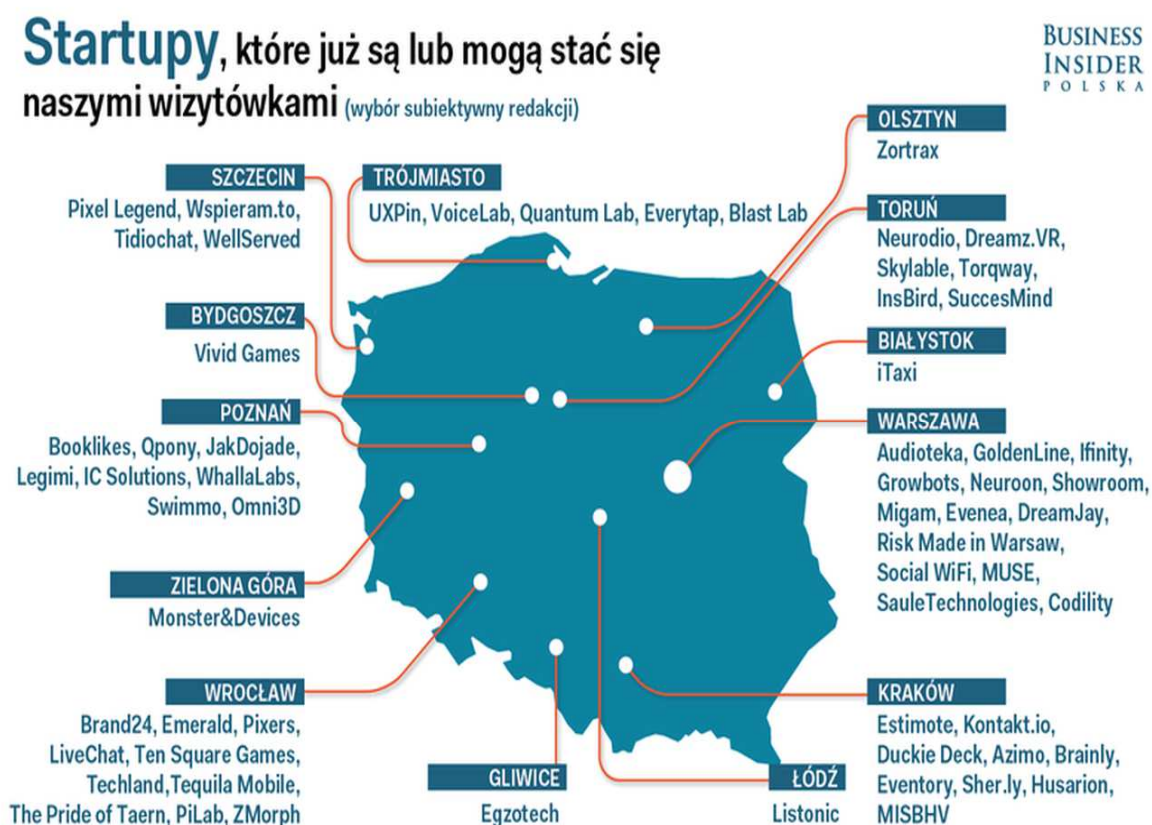 Startupy, które już są lub mogą stać się
naszymi wizytówkami (wybór subiektywny redakcji)
BUSINESS
INSIDER
POLSKA
SZCZECIN
Pixel Legend, Wspieram.to,
Tidiochat, WellServed
TRÓJMIASTO
UXPin, VoiceLab, Quantum Lab, Everytap, Blast Lab
OLSZTYN
Zortrax
TORUŃ
Neurodio, Dreamz.VR,
Skylable, Torqway,
InsBird, SuccesMind
BYDGOSZCZ
Vivid Games
BIAŁYSTOK
iTaxi
POZNAŃ
Booklikes, Qpony, JakDojade,
Legimi, IC Solutions, WhallaLabs,
Swimmo, Omni3D
WARSZAWA
Audioteka, GoldenLine, Ifinity,
Growbots, Neuroon, Showroom,
Migam, Evenea, DreamJay,
Risk Made in Warsaw,
Social WiFi, MUSE,
SauleTechnologies, Codility
ZIELONA GÓRA
Monster&Devices
WROCŁAW
Brand24, Emerald, Pixers,
LiveChat, Ten Square Games,
Techland,Tequila Mobile,
The Pride of Taern, PiLab, ZMorph
GLIWICE
Egzotech
ŁÓDŹ
Listonic
KRAKÓW
Estimote, Kontakt.io,
Duckie Deck, Azimo, Brainly,
Eventory, Sher.ly, Husarion,
MISBHV